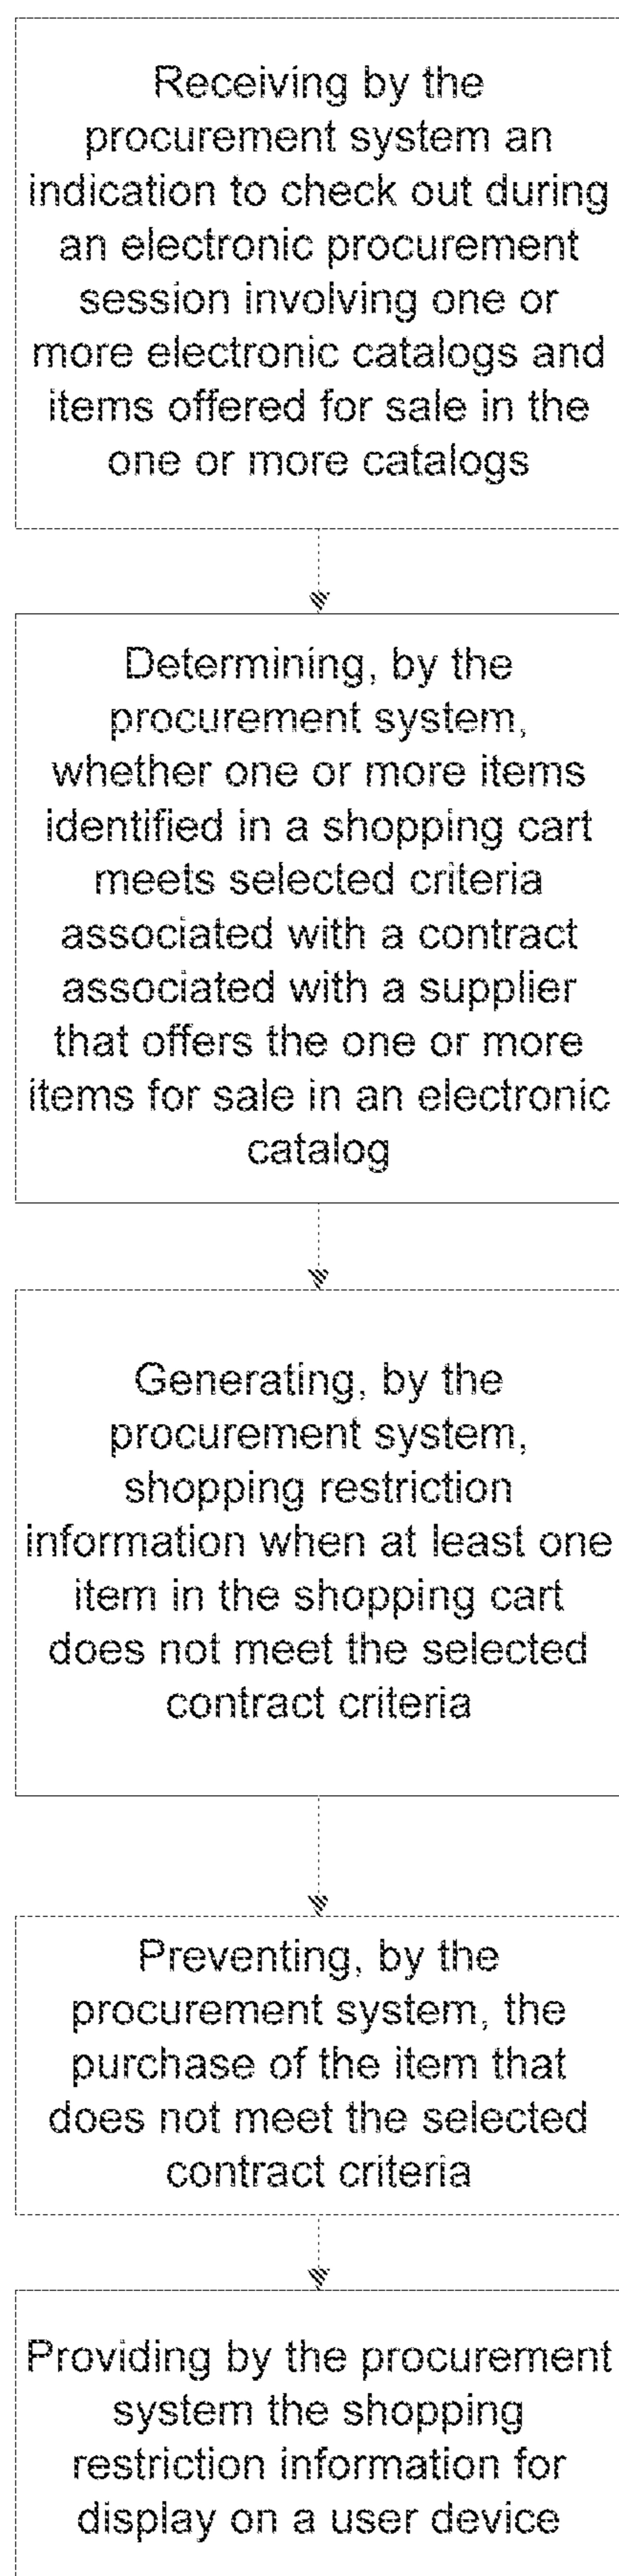 Receiving by the
procurement system an
indication to check out during
an electronic procurement
session involving one or
more electronic catalogs and
items offered for sale in the
one or more catalogs
Determining, by the
procurement system,
whether one or more items
identified in a shopping cart
meets selected criteria
associated with a contract
associated with a supplier
that offers the one or more
items for sale in an electronic
catalog
Generating, by the
procurement system,
shopping restriction
information when at least one
item in the shopping cart
does not meet the selected
contract criteria
Preventing, by the
procurement system, the
purchase of the item that
does not meet the selected
contract criteria
Providing by the procurement
system the shopping
restriction information for
display on a user device